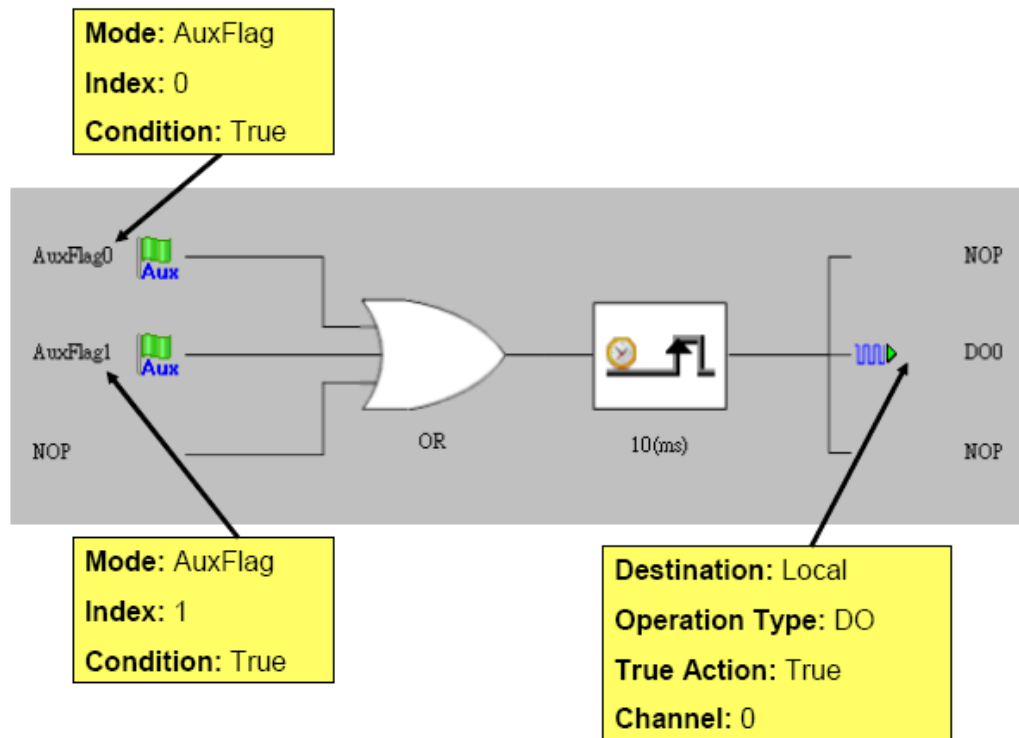 Mode: AuxFlag
Index: 0
Condition: True
AuxFlag0
Aux
NOP
AuxFlag1
Aux
DO0
OR
10(ms)
NOP
NOP
Mode: AuxFlag
Index: 1
Condition: True
Destination: Local
Operation Type: DO
True Action: True
Channel: 0